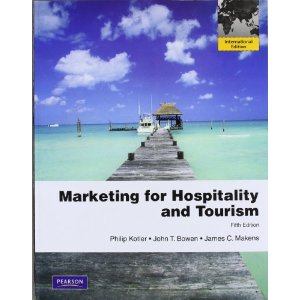 International
Edition
Marketing for Hospitality
and Tourism
Fifth Edition
Philip Kotler • John T. Bowen • James C. Makens
PEARSON